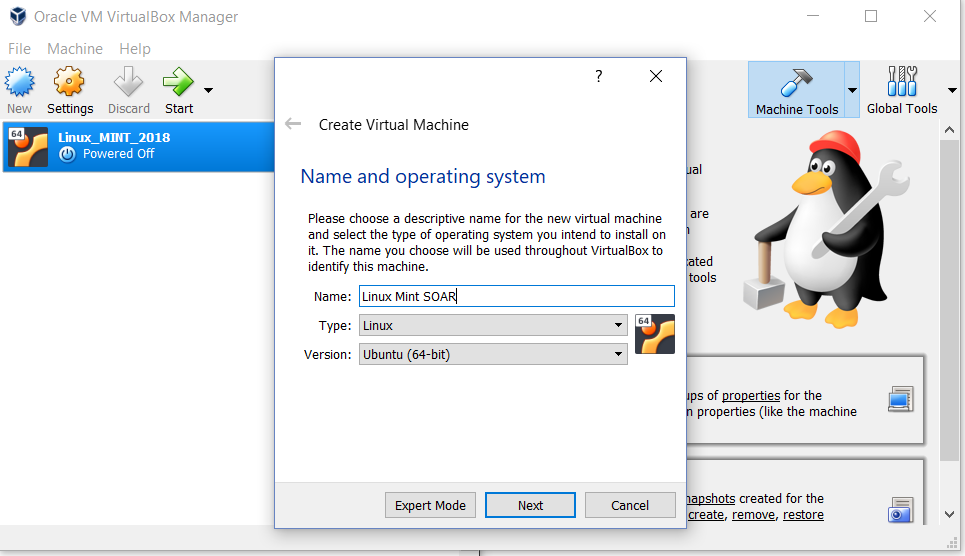 Oracle VM VirtualBox Manager
File Machine Help
New Settings Discard Start
Machine Tools Global Tools
64
Linux_MINT_2018
Powered Off
?
Create Virtual Machine
Name and operating system
Please choose a descriptive name for the new virtual machine
and select the type of operating system you intend to install on
it. The name you choose will be used throughout VirtualBox to
identify this machine.
Name: Linux Mint SOAR
Type: Linux
64
Version: Ubuntu (64-bit)
Expert Mode Next Cancel
are
tools
of properties for the
properties (like the machine
created for the
create, remove, restore